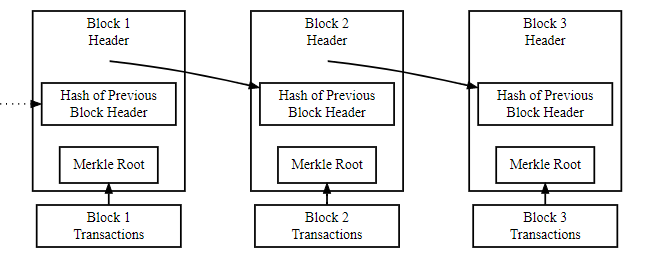 Block 1
Header
Hash of Previous
Block Header
Merkle Root
Block 1
Transactions
Block 2
Header
Hash of Previous
Block Header
Merkle Root
Block 2
Transactions
Block 3
Header
Hash of Previous
Block Header
Merkle Root
Block 3
Transactions